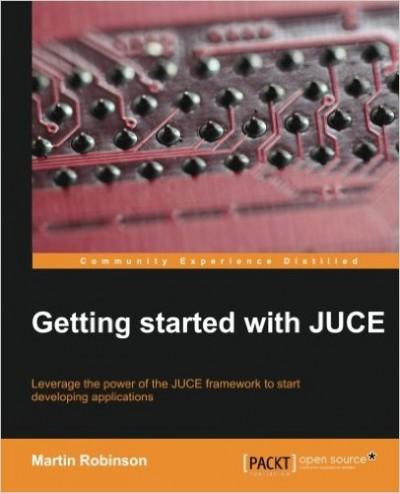 Community Experience Distilled
Getting started with JUCE
Leverage the power of the JUCE framework to start
developing applications
Martin Robinson
[PACKT] open source*
PUBLISHING